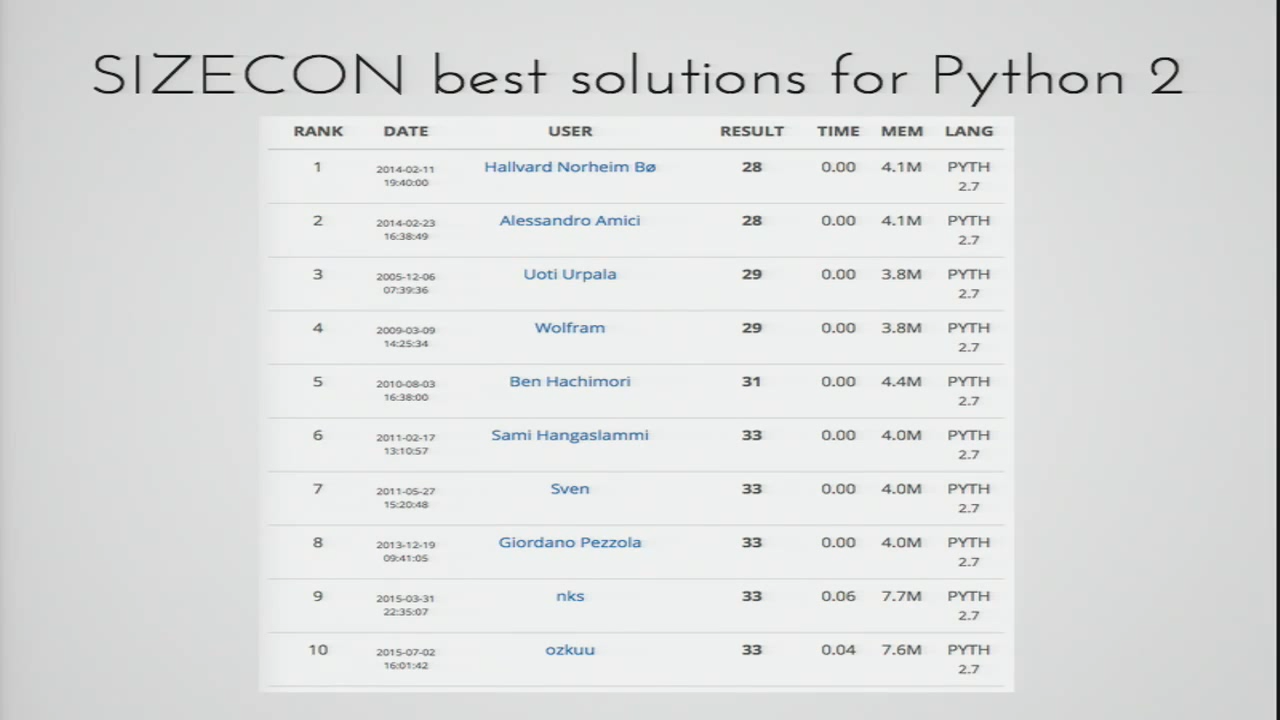 SIZECON best solutions for Python 2
RANK DATE USER RESULT TIME MEM LANG
1 2014-02-11 19:40:00 Hallvard Norheim Bø 28 0.00 4.1M PYTH 2.7
2 2014-02-23 16:38:49 Alessandro Amici 28 0.00 4.1M PYTH 2.7
3 2005-12-06 07:39:36 Uoti Urpala 29 0.00 3.8M PYTH 2.7
4 2009-03-09 14:25:34 Wolfram 29 0.00 3.8M PYTH 2.7
5 2010-08-03 16:38:00 Ben Hachimori 31 0.00 4.4M PYTH 2.7
6 2011-02-17 13:10:57 Sami Hangaslammi 33 0.00 4.0M PYTH 2.7
7 2011-05-27 15:20:48 Sven 33 0.00 4.0M PYTH 2.7
8 2013-12-19 09:41:05 Giordano Pezzola 33 0.00 4.0M PYTH 2.7
9 2015-03-31 22:35:07 nks 33 0.06 7.7M PYTH 2.7
10 2015-07-02 16:01:42 ozkuu 33 0.04 7.6M PYTH 2.7